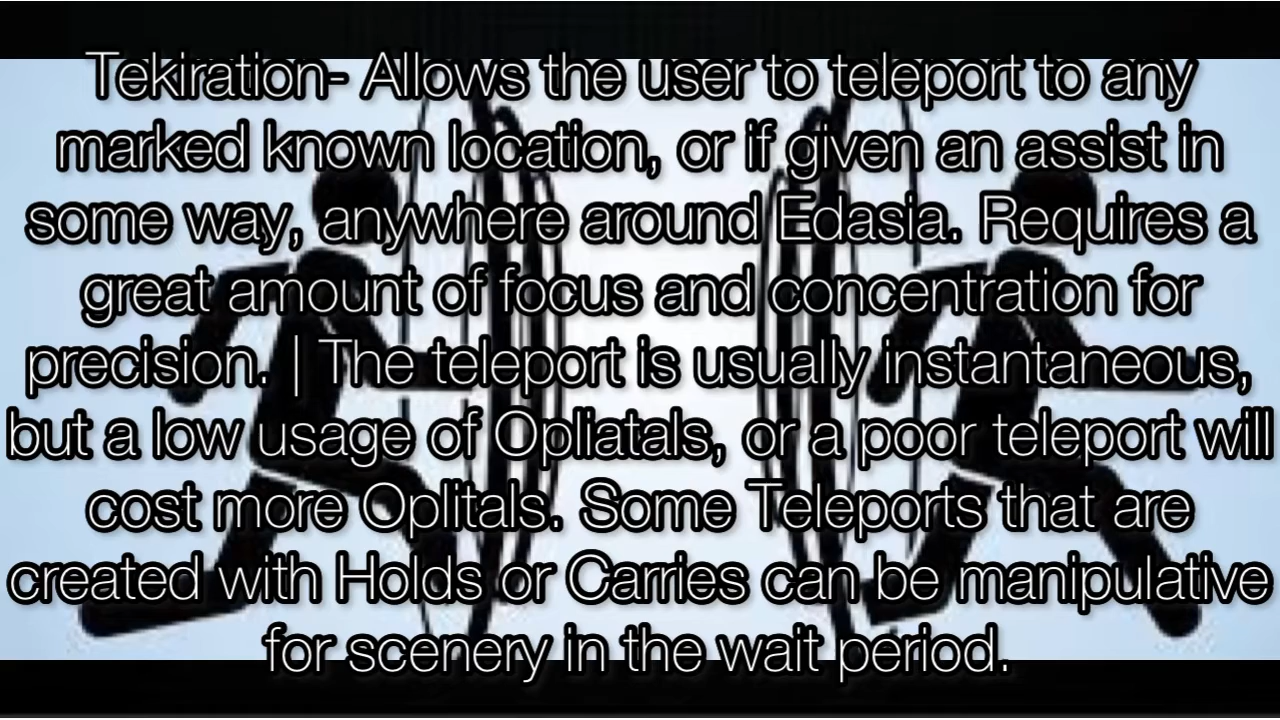 Tekiration- Allows the user to teleport to any
marked known location, or if given an assist in
some way, anywhere around Edasia. Requires a
great amount of focus and concentration for
precision. | The teleport is usually instantaneous,
but a low usage of Opliatals, or a poor teleport will
cost more Oplitals. Some Teleports that are
created with Holds or Carries can be manipulative
for scenery in the wait period.